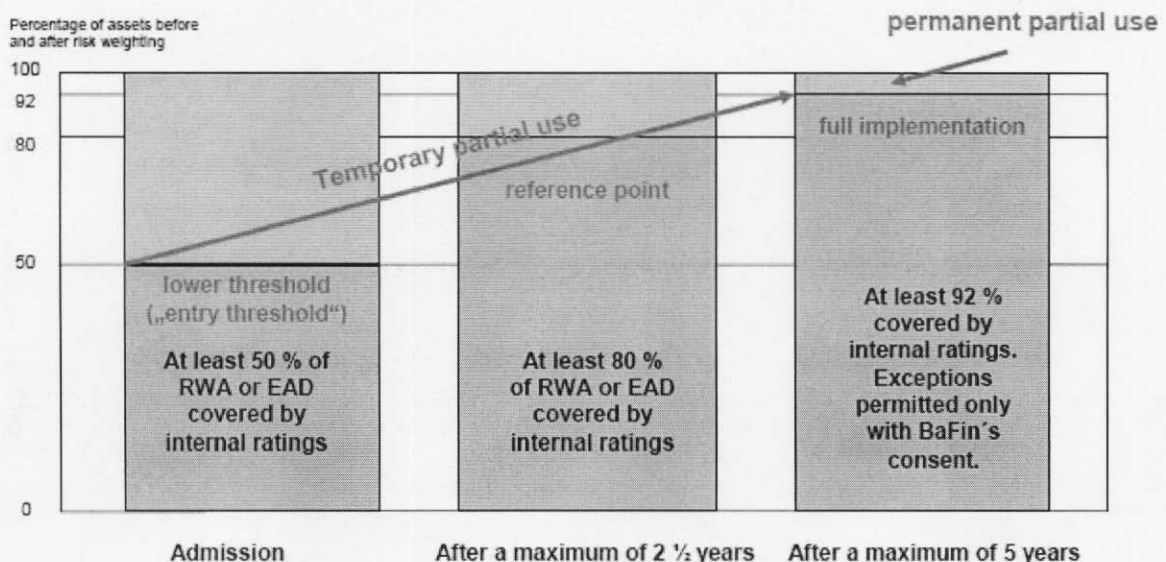 Percentage of assets before
and after risk weighting
permanent partial use
100
92
80
50
0
Temporary partial use
full implementation
reference point
lower threshold
(„entry threshold“)
At least 50 % of
RWA or EAD
covered by
internal ratings
At least 80 %
of RWA or EAD
covered by
internal ratings
At least 92 %
covered by
internal ratings.
Exceptions
permitted only
with BaFin´s
consent.
Admission
After a maximum of 2 ½ years
After a maximum of 5 years